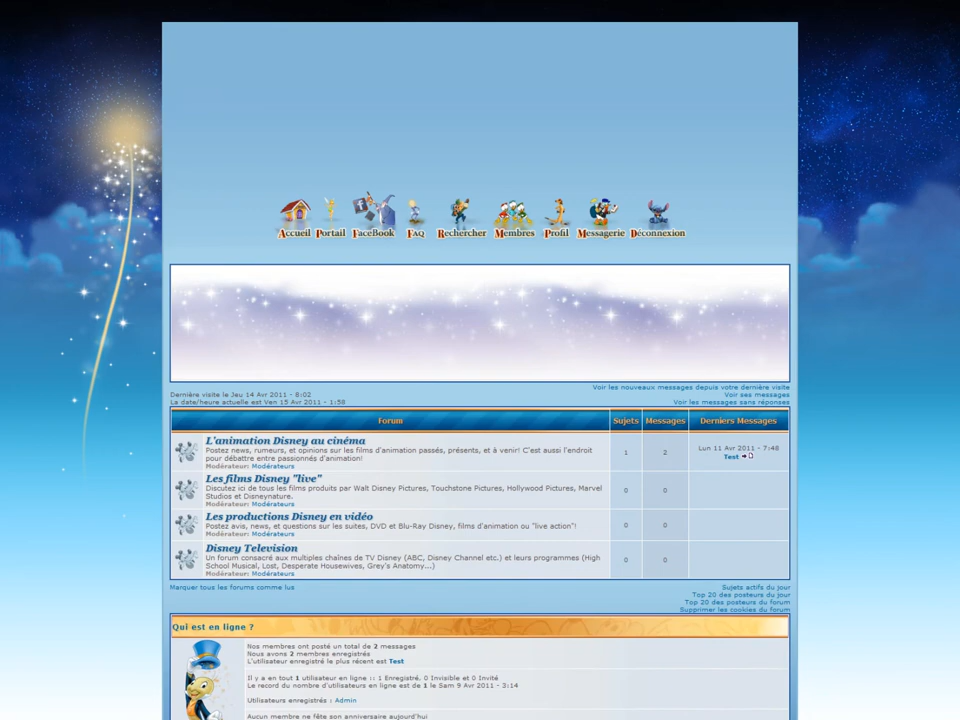 Accueil Portail FaceBook FAQ Rechercher Membres Profil Messagerie Déconnexion
Voir les nouveaux messages depuis votre dernière visite
Dernière visite le Jeu 14 Avr 2011 - 8:02
Voir ses messages
La date/heure actuelle est Ven 15 Avr 2011 - 1:58
Voir les messages sans réponses
Forum Sujets Messages Derniers Messages
L'animation Disney au cinéma
Postez news, rumeurs, et opinions sur les films d'animation passés, présents, et à venir! C'est aussi l'endroit
pour débattre entre passionnés d'animation!
Modérateur: Modérateurs
1 2
Lun 11 Avr 2011 - 7:48
Test
Les films Disney "live"
Discutez ici de tous les films produits par Walt Disney Pictures, Touchstone Pictures, Hollywood Pictures, Marvel
Studios et Disneynature.
Modérateur: Modérateurs
0 0
Les productions Disney en vidéo
Postez avis, news, et questions sur les suites, DVD et Blu-Ray Disney, films d'animation ou "live action"!
Modérateur: Modérateurs
0 0
Disney Television
Un forum consacré aux multiples chaînes de TV Disney (ABC, Disney Channel etc.) et leurs programmes (High
School Musical, Lost, Desperate Housewives, Grey's Anatomy...)
Modérateur: Modérateurs
0 0
Marquer tous les forums comme lus
Sujets actifs du jour
Top 20 des posteurs du jour
Top 20 des posteurs du forum
Supprimer les cookies du forum
Qui est en ligne ?
Nos membres ont posté un total de 2 messages
Nous avons 2 membres enregistrés
L'utilisateur enregistré le plus récent est Test
Il y a en tout 1 utilisateur en ligne :: 1 Enregistré, 0 Invisible et 0 Invité
Le record du nombre d'utilisateurs en ligne est de 1 le Sam 9 Avr 2011 - 3:14
Utilisateurs enregistrés : Admin
Aucun membre ne fête son anniversaire aujourd'hui